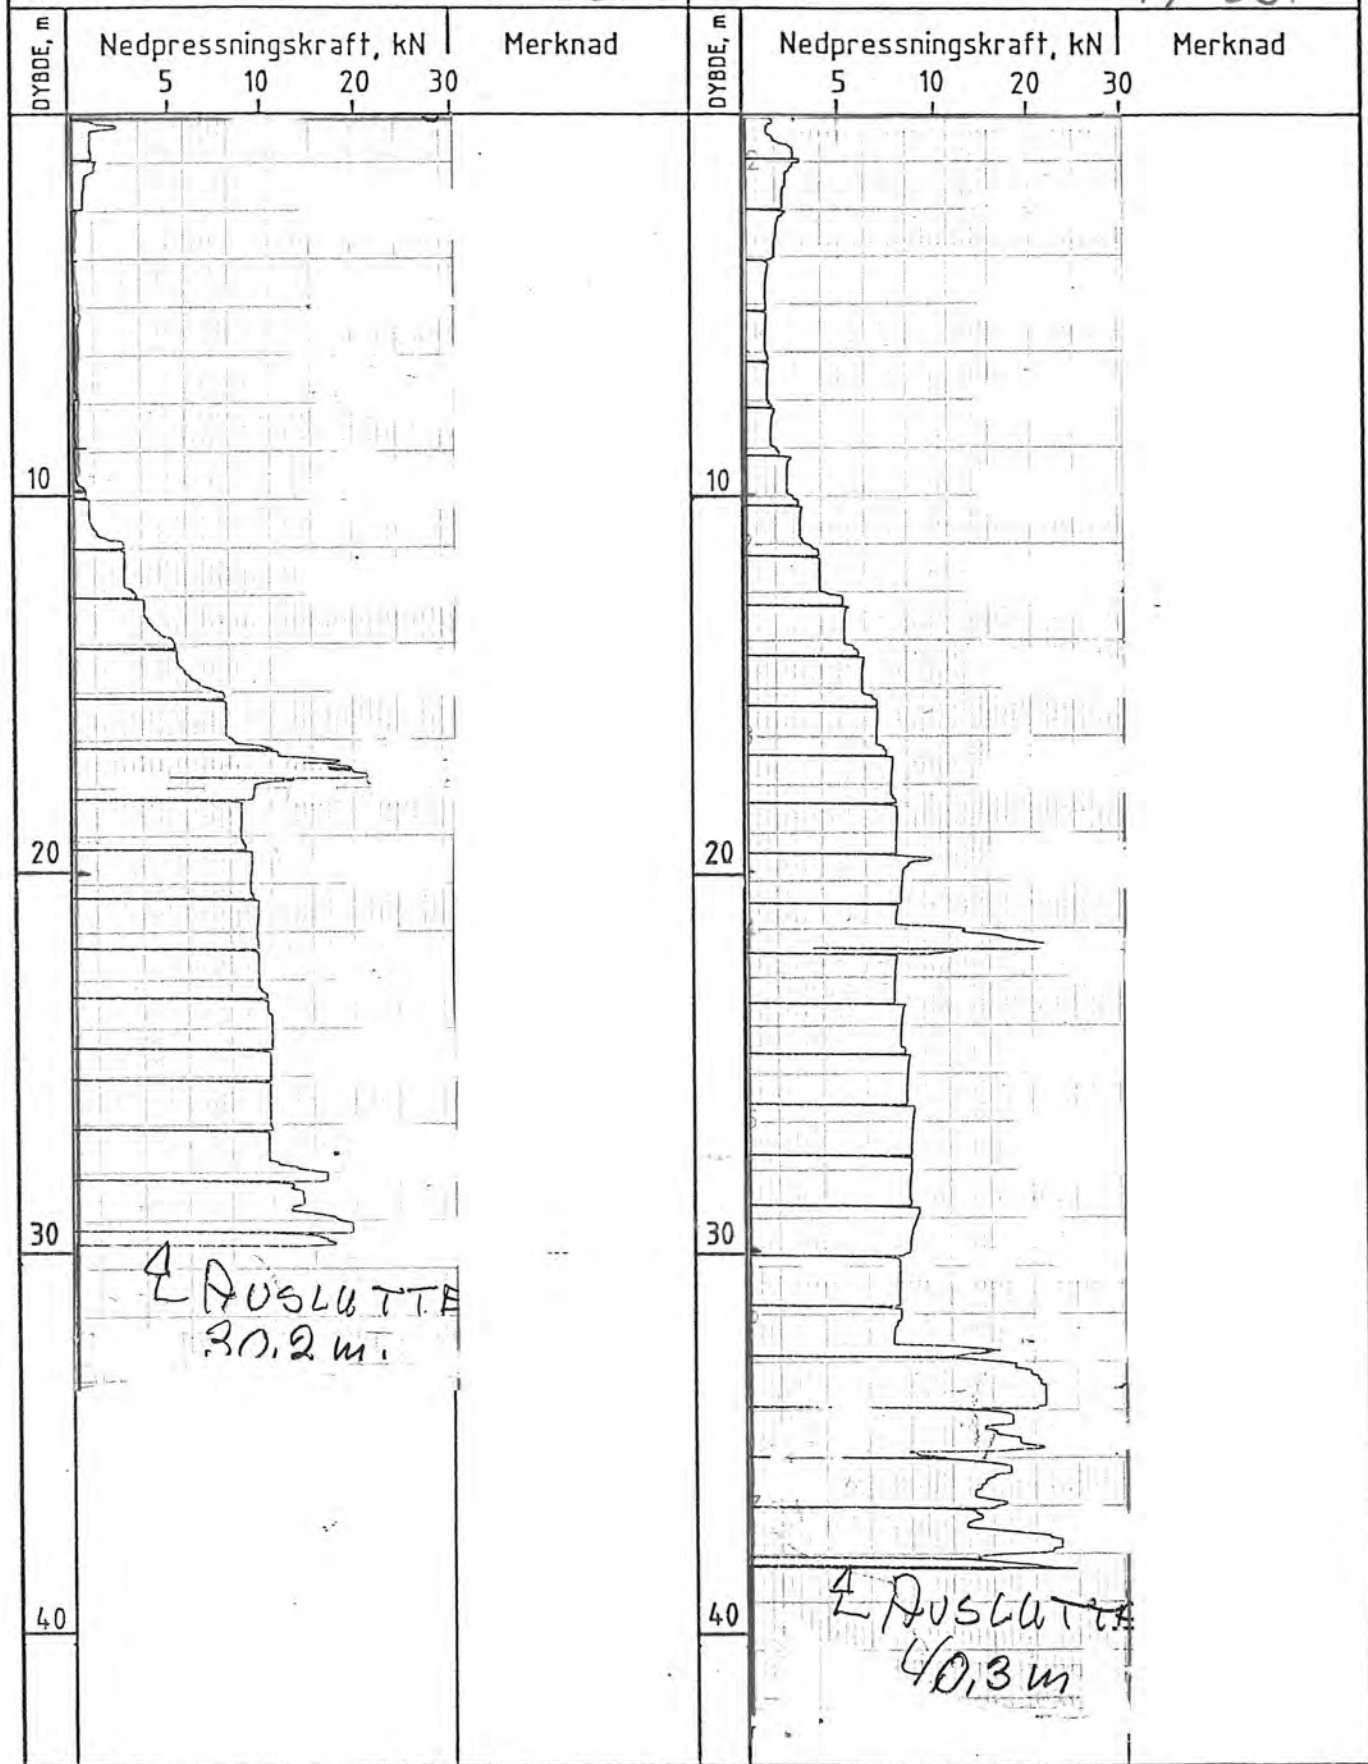 DYBDE, m
Nedpressningskraft, kN
Merknad
5 10 20 30
10
20
30
AVSLUTTE
30,2 m.
40
DYBDE, m
Nedpressningskraft, kN
Merknad
5 10 20 30
10
20
30
AVSLUTTE
40,3 m
40